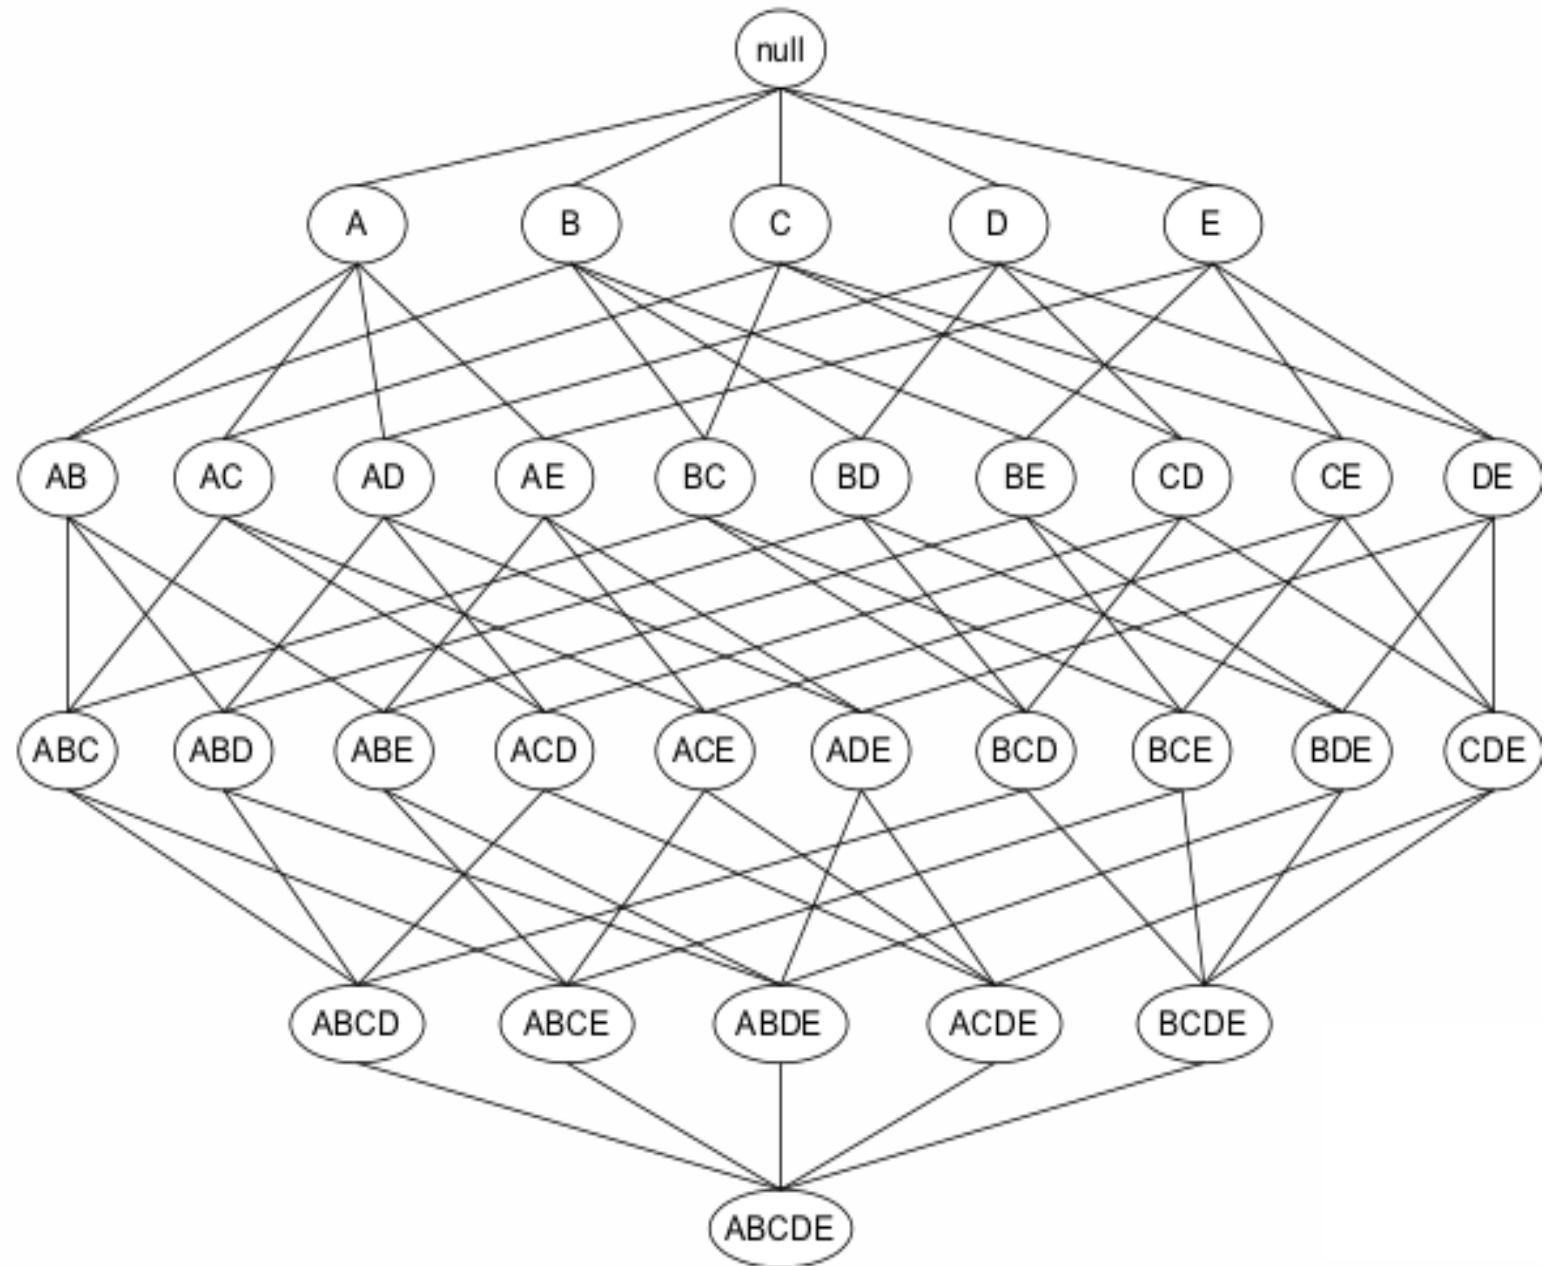 null
A B C D E
AB AC AD AE BC BD BE CD CE DE
ABC ABD ABE ACD ACE ADE BCD BCE BDE CDE
ABCD ABCE ABDE ACDE BCDE
ABCDE